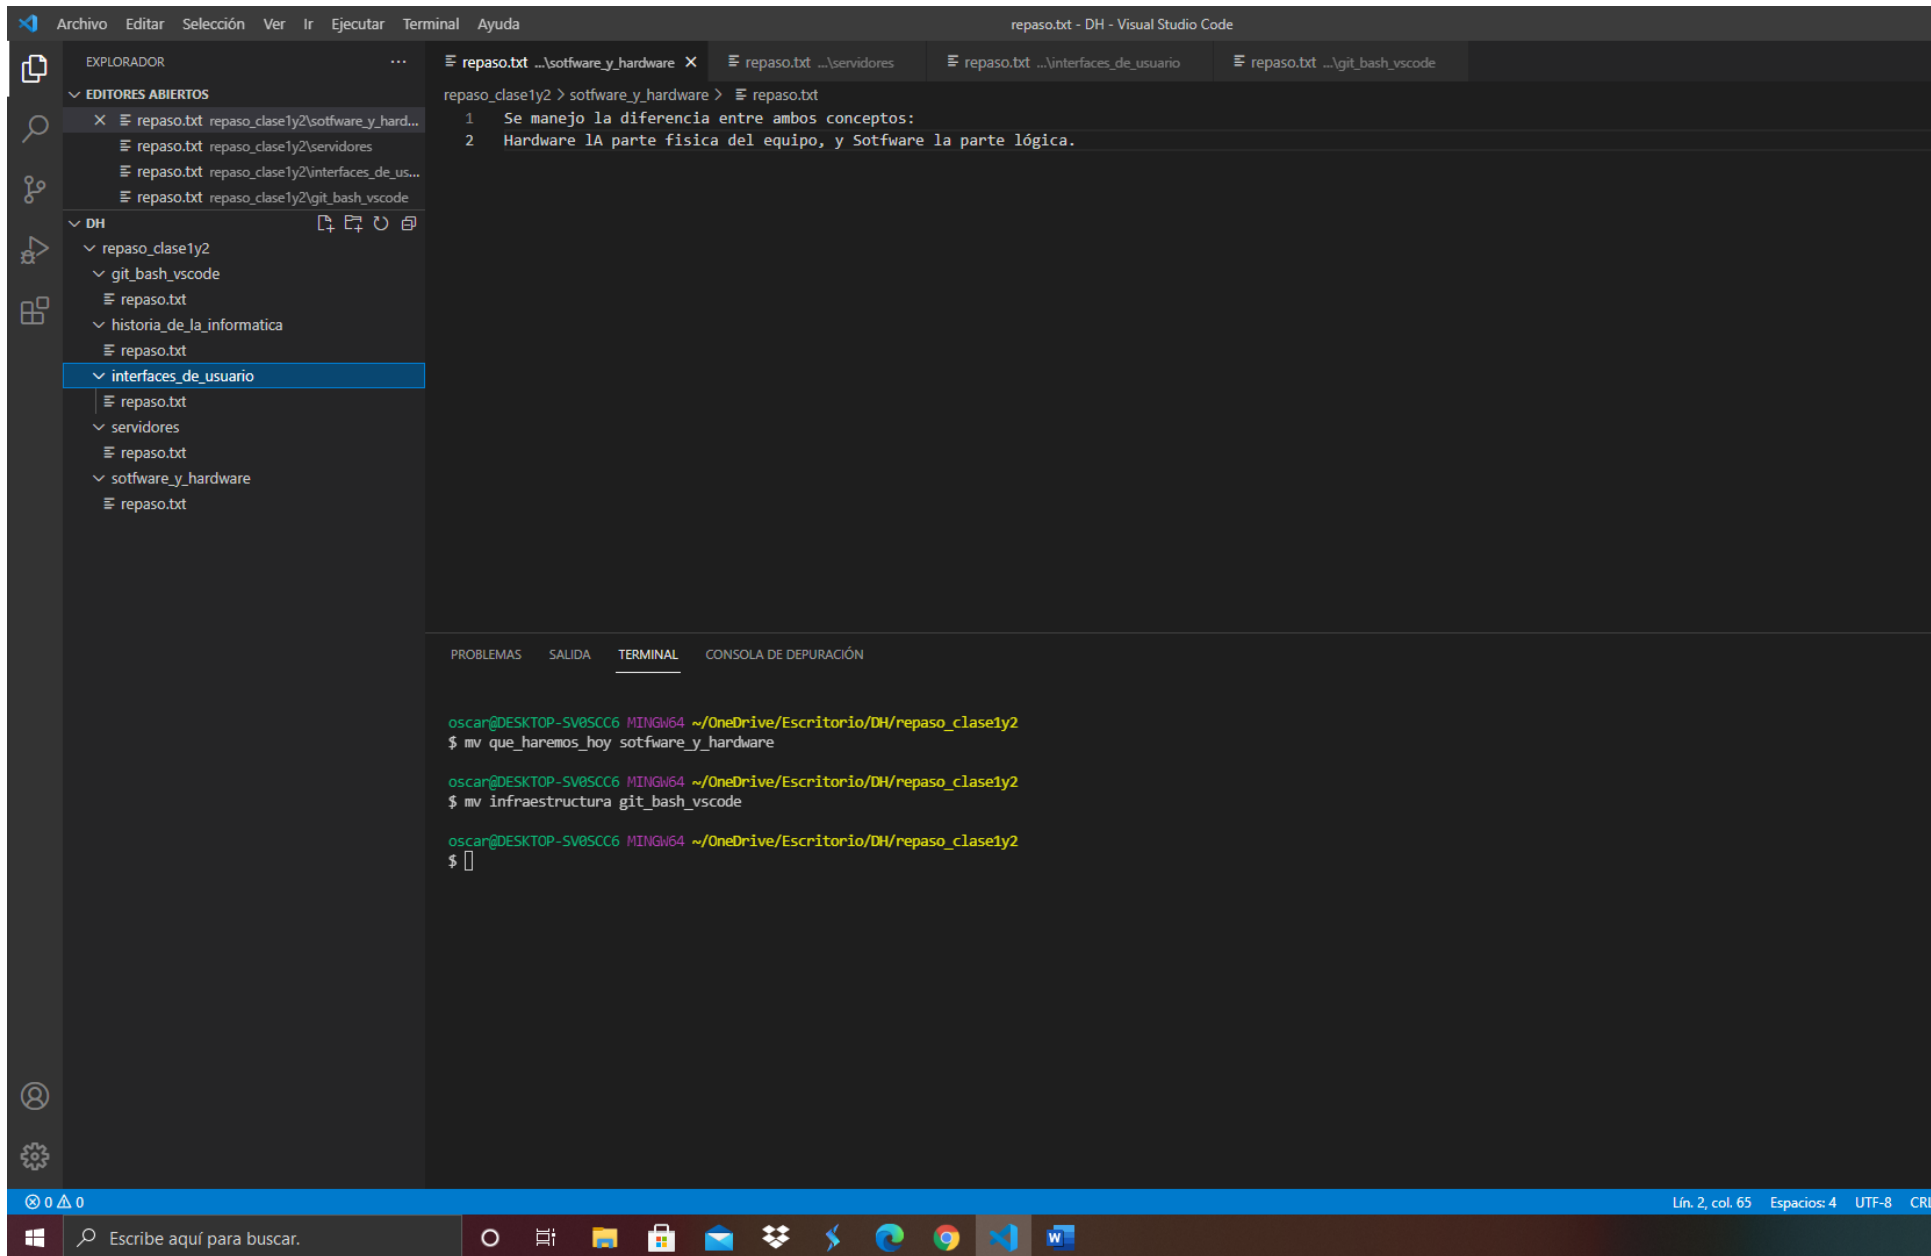 Archivo Editar Selección Ver Ir Ejecutar Terminal Ayuda
repaso.txt - DH - Visual Studio Code
EXPLORADOR
repaso.txt ...\sotfware_y_hardware
repaso.txt ...\servidores
repaso.txt ...\interfaces_de_usuario
repaso.txt ...\git_bash_vscode
EDITORES ABIERTOS
repaso.txt repaso_clase1y2\sotfware_y_hard...
repaso.txt repaso_clase1y2\servidores
repaso.txt repaso_clase1y2\interfaces_de_us...
repaso.txt repaso_clase1y2\git_bash_vscode
DH
repaso_clase1y2
git_bash_vscode
repaso.txt
historia_de_la_informatica
repaso.txt
interfaces_de_usuario
repaso.txt
servidores
repaso.txt
sotfware_y_hardware
repaso.txt
repaso_clase1y2 > sotfware_y_hardware > repaso.txt
1 Se manejo la diferencia entre ambos conceptos:
2 Hardware lA parte fisica del equipo, y Sotfware la parte lógica.
PROBLEMAS SALIDA TERMINAL CONSOLA DE DEPURACIÓN
oscar@DESKTOP-SV0SCC6 MINGW64 ~/OneDrive/Escritorio/DH/repaso_clase1y2
$ mv que_haremos_hoy sotfware_y_hardware
oscar@DESKTOP-SV0SCC6 MINGW64 ~/OneDrive/Escritorio/DH/repaso_clase1y2
$ mv infraestructura git_bash_vscode
oscar@DESKTOP-SV0SCC6 MINGW64 ~/OneDrive/Escritorio/DH/repaso_clase1y2
$
0 0
Lín. 2, col. 65 Espacios: 4 UTF-8 CRL
Escribe aquí para buscar.
W